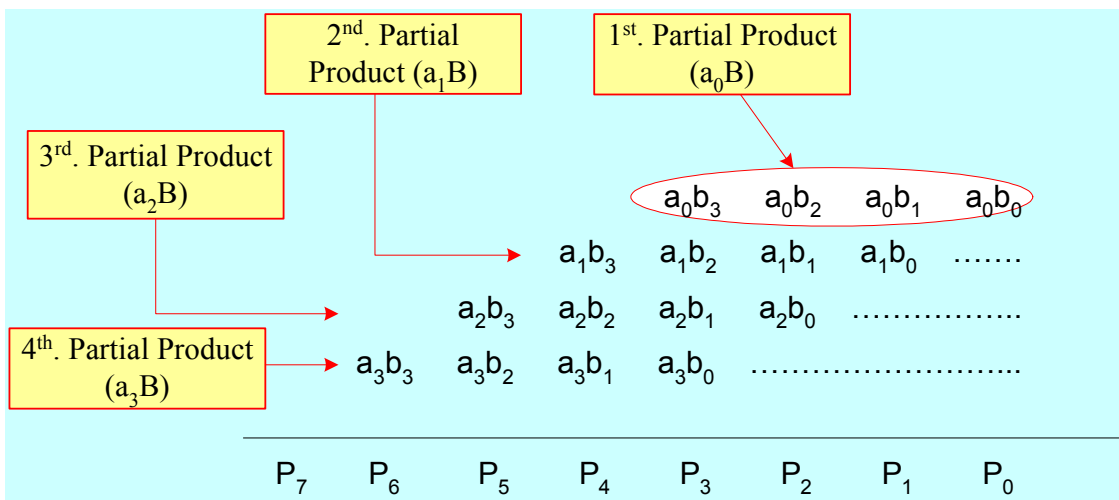 2nd. Partial
Product (a1B)
1st. Partial Product
(a0B)
3rd. Partial Product
(a2B)
4th. Partial Product
(a3B)
a0b3 a0b2 a0b1 a0b0
a1b3 a1b2 a1b1 a1b0 .......
a2b3 a2b2 a2b1 a2b0 ………………...
a3b3 a3b2 a3b1 a3b0 ……………………...
P7 P6 P5 P4 P3 P2 P1 P0